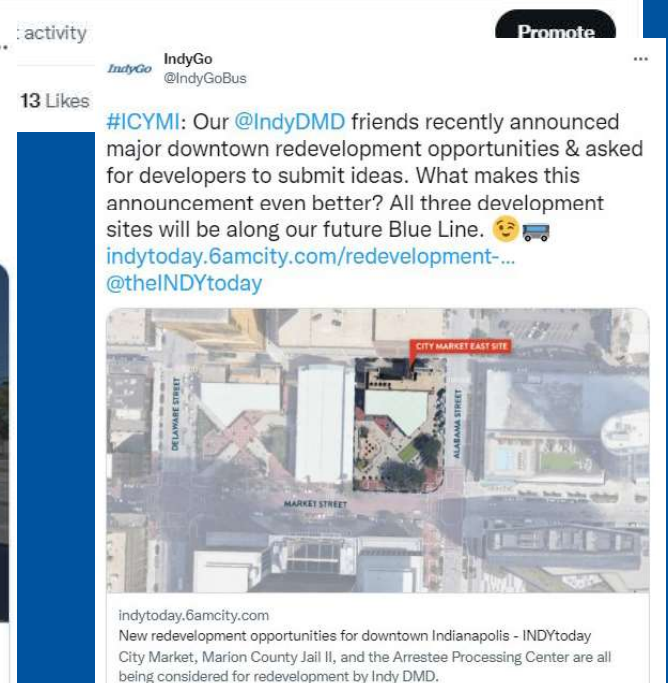 activity
Promote
13 Likes
IndyGo
IndyGo
@IndyGoBus
#ICYMI: Our @IndyDMD friends recently announced
major downtown redevelopment opportunities & asked
for developers to submit ideas. What makes this
announcement even better? All three development
sites will be along our future Blue Line. 😉🚌
indytoday.6amcity.com/redevelopment-...
@theINDYtoday
CITY MARKET EAST SITE
DELAWARE STREET
ALABAMA STREET
MARKET STREET
indytoday.6amcity.com
New redevelopment opportunities for downtown Indianapolis - INDYtoday
City Market, Marion County Jail II, and the Arrestee Processing Center are all
being considered for redevelopment by Indy DMD.